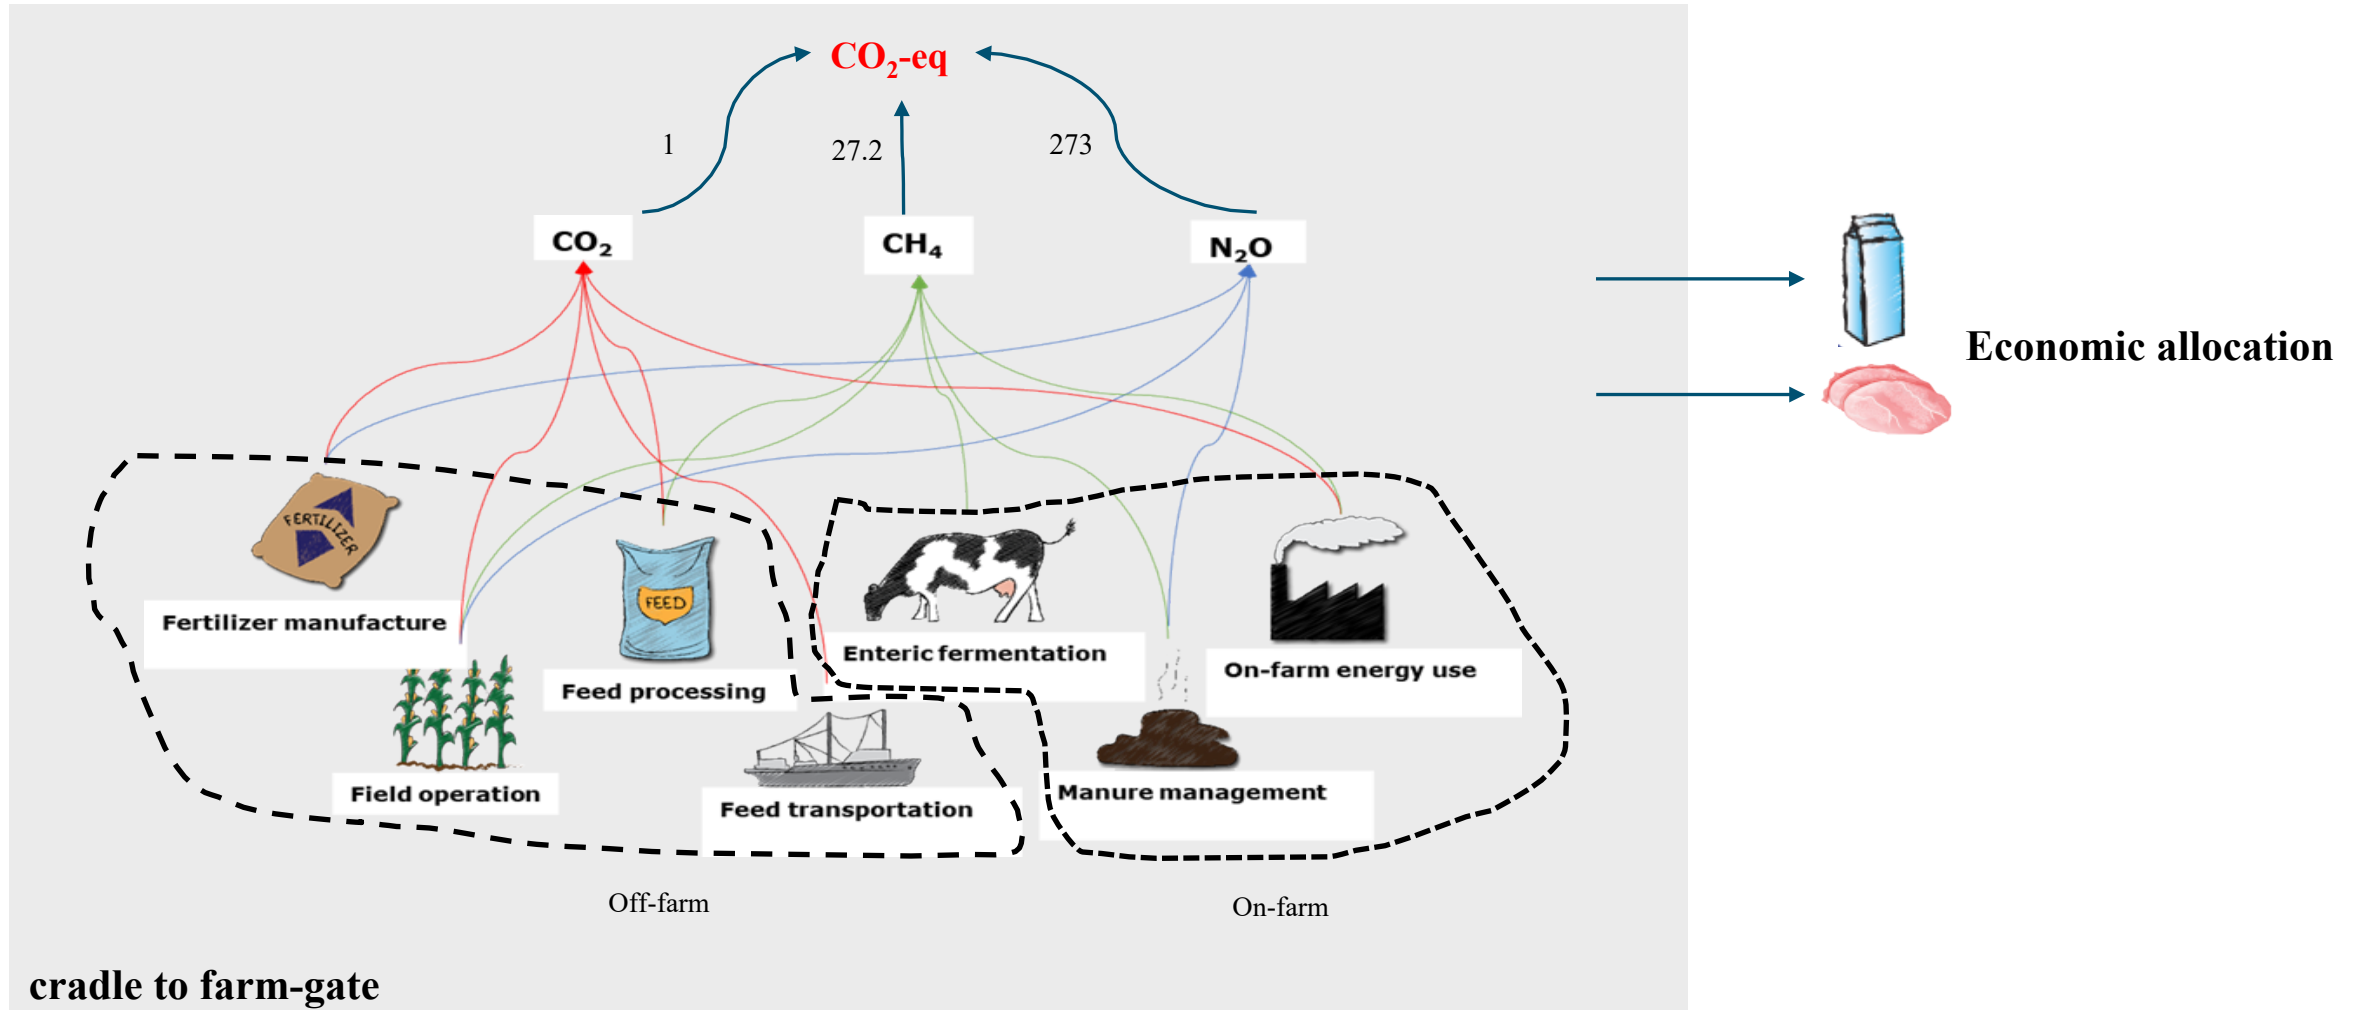 CO₂-eq
1
27.2
273
CO₂
CH₄
N₂O
Economic allocation
FERTILIZER
Fertilizer manufacture
FEED
Feed processing
Enteric fermentation
On-farm energy use
Field operation
Feed transportation
Manure management
Off-farm
On-farm
cradle to farm-gate